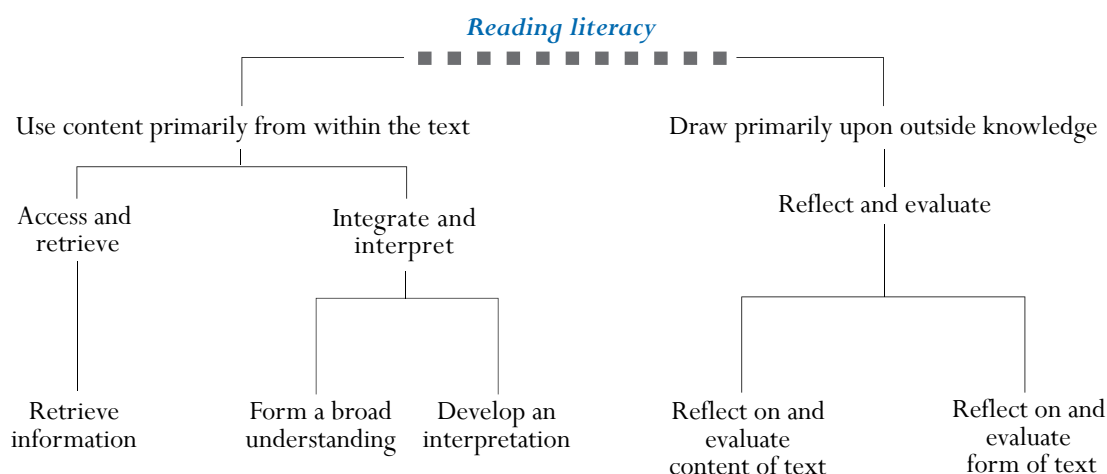 Reading literacy
Use content primarily from within the text
Draw primarily upon outside knowledge
Access and
retrieve
Integrate and
interpret
Reflect and evaluate
Retrieve
information
Form a broad
understanding
Develop an
interpretation
Reflect on and
evaluate
content of text
Reflect on and
evaluate
form of text